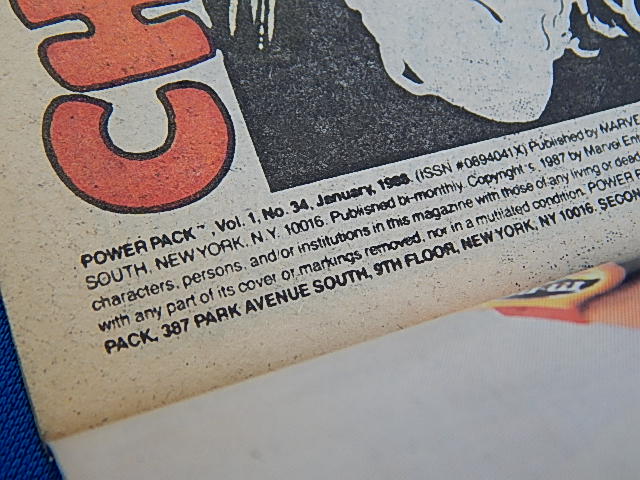 CH
POWER PACK™, Vol. 1, No. 34, January, 1988. (ISSN #0894041X) Published by MARVE
SOUTH, NEW YORK, N.Y. 10016. Published bi-monthly. Copyright © 1987 by Marvel Ent
characters, persons, and/or institutions in this magazine with those of any living or dead
with any part of its cover or markings removed, nor in a mutilated condition. POWER P
PACK, 387 PARK AVENUE SOUTH, 9TH FLOOR, NEW YORK, NY 10016. SECON